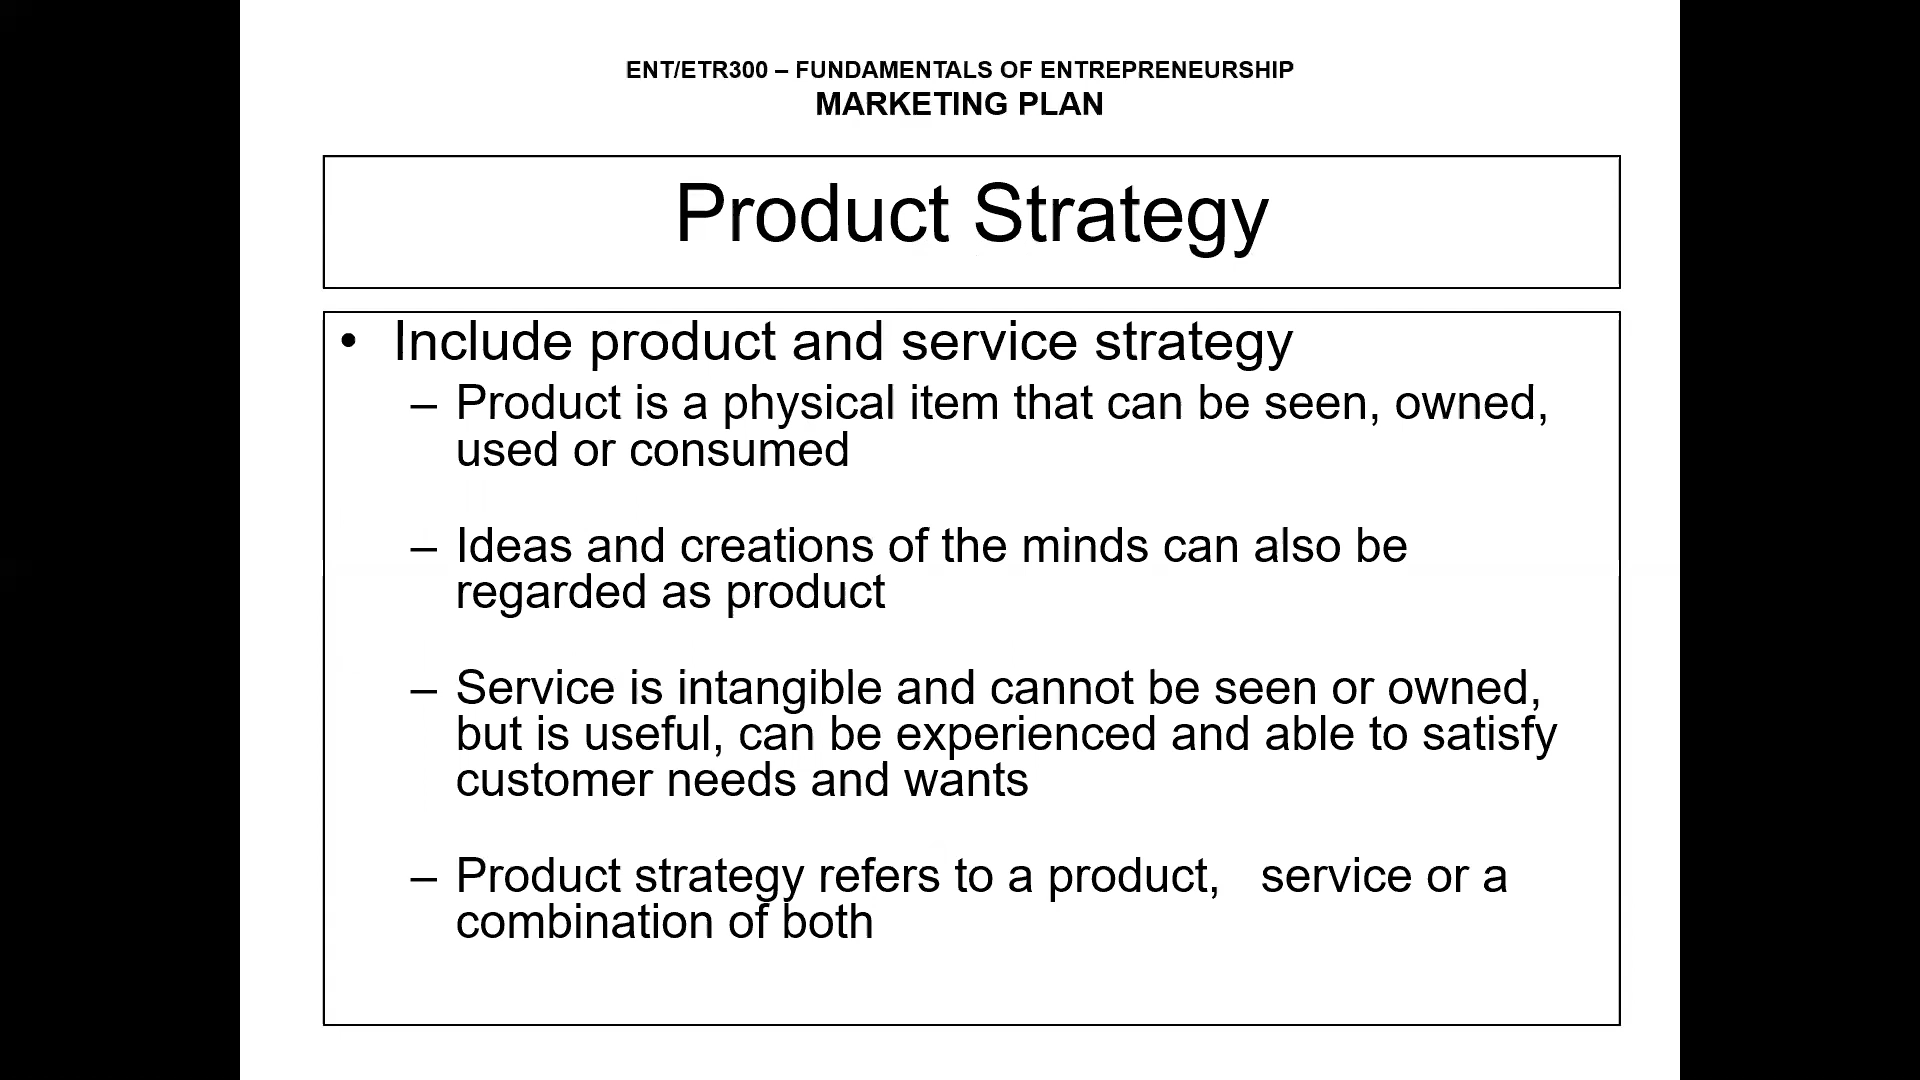 ENT/ETR300 – FUNDAMENTALS OF ENTREPRENEURSHIP
MARKETING PLAN
Product Strategy
• Include product and service strategy
– Product is a physical item that can be seen, owned,
used or consumed
– Ideas and creations of the minds can also be
regarded as product
– Service is intangible and cannot be seen or owned,
but is useful, can be experienced and able to satisfy
customer needs and wants
– Product strategy refers to a product,   service or a
combination of both